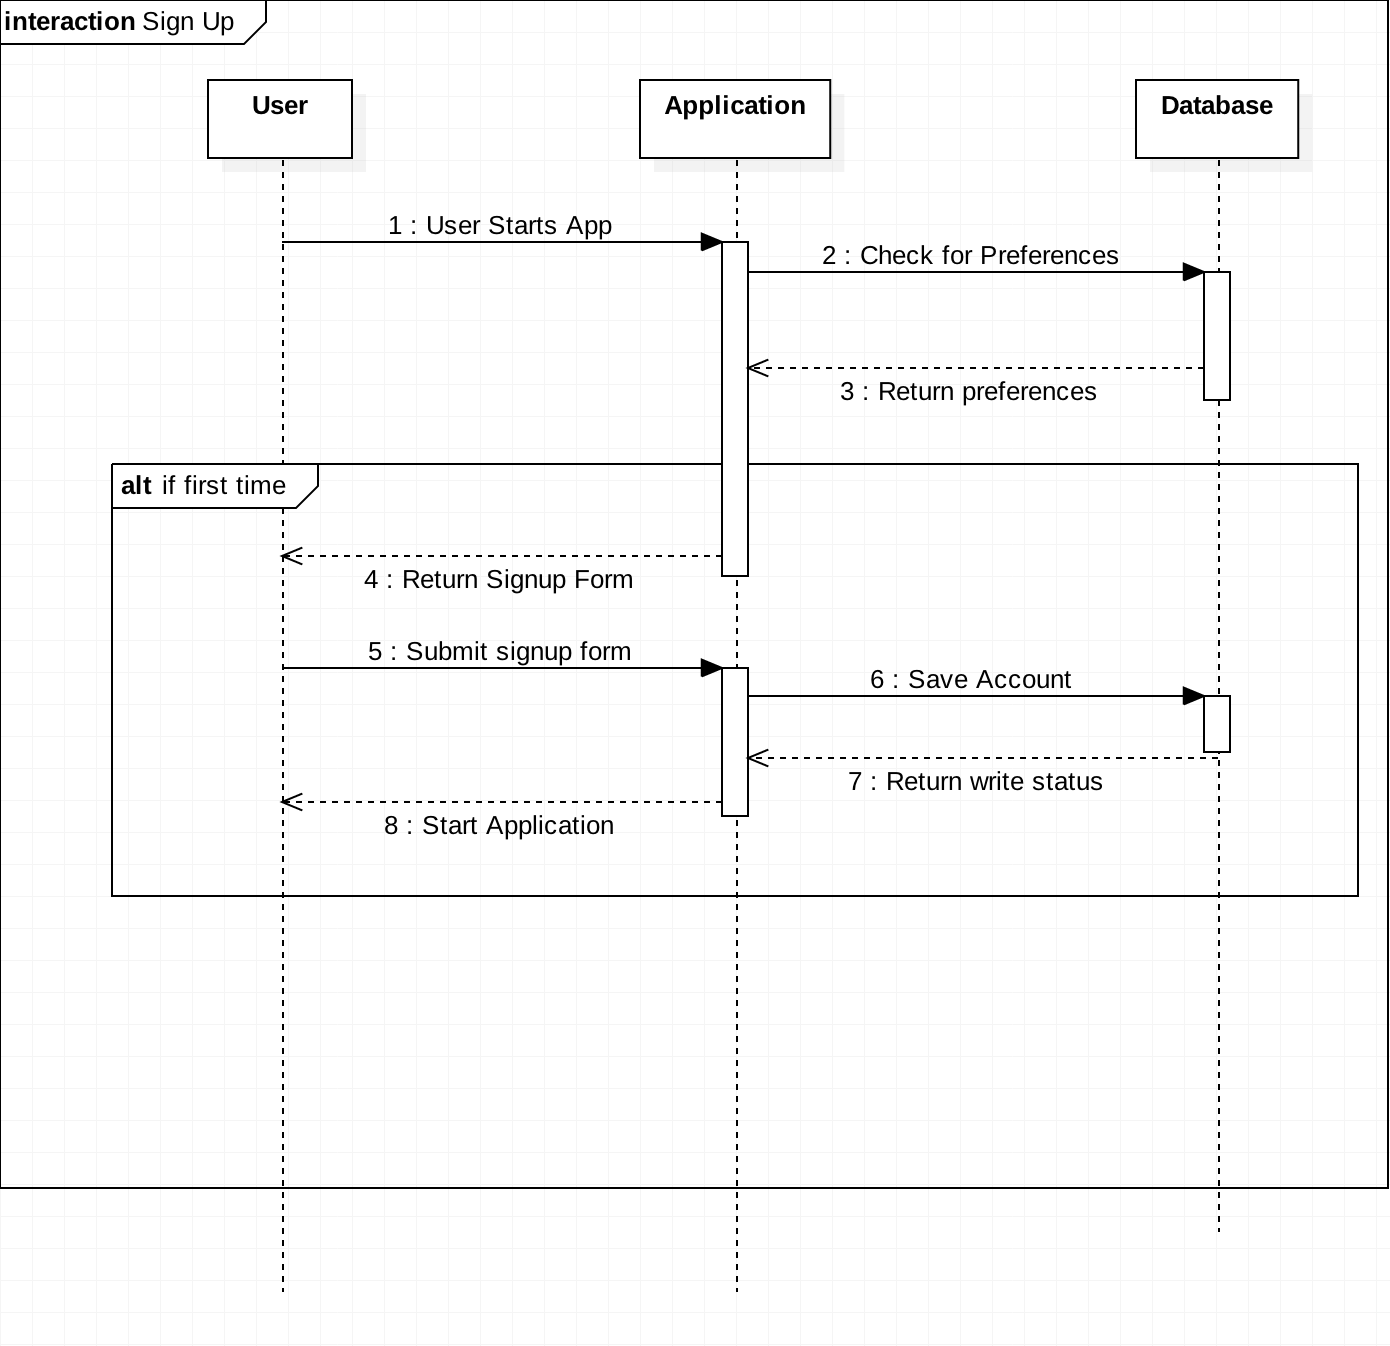 interaction Sign Up
User
Application
Database
1 : User Starts App
2 : Check for Preferences
3 : Return preferences
alt if first time
4 : Return Signup Form
5 : Submit signup form
6 : Save Account
7 : Return write status
8 : Start Application